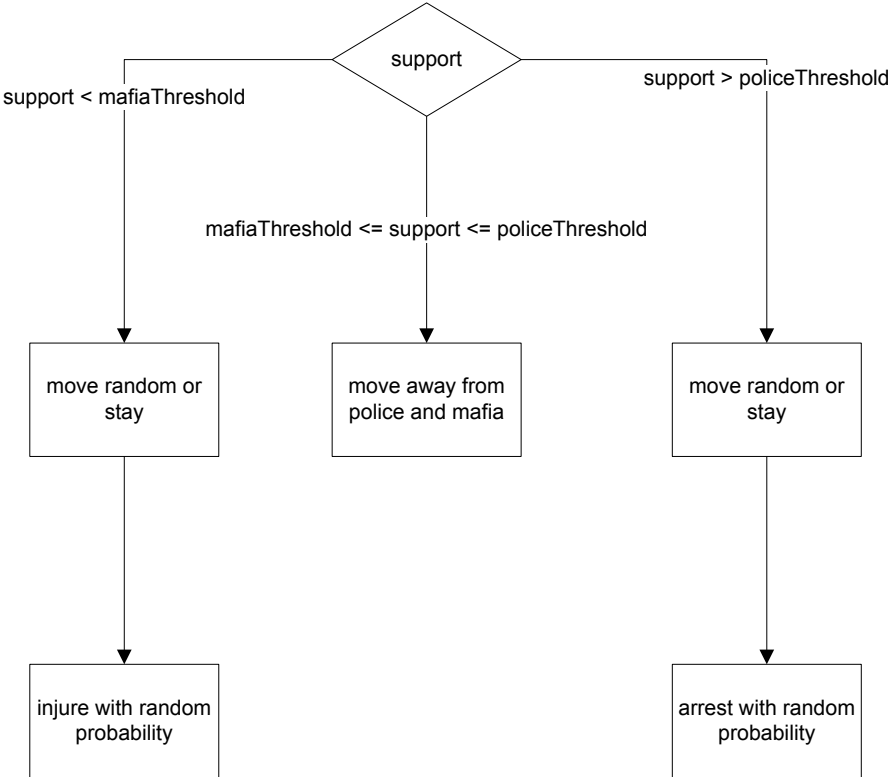 support
support < mafiaThreshold
support > policeThreshold
mafiaThreshold <= support <= policeThreshold
move random or
stay
move away from
police and mafia
move random or
stay
injure with random
probability
arrest with random
probability